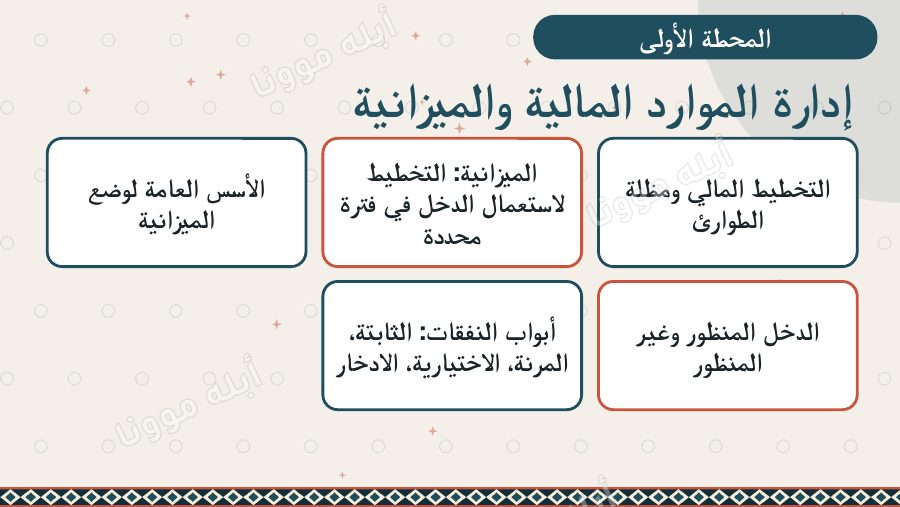 المحطة الأولى
إدارة الموارد المالية والميزانية
التخطيط المالي ومظلة
الطوارئ
الميزانية: التخطيط
لاستعمال الدخل في فترة
محددة
الأسس العامة لوضع
الميزانية
الدخل المنظور وغير
المنظور
أبواب النفقات: الثابتة،
المرنة، الاختيارية، الادخار
أبله موونا
أبله موونا
أبله موونا
أبله